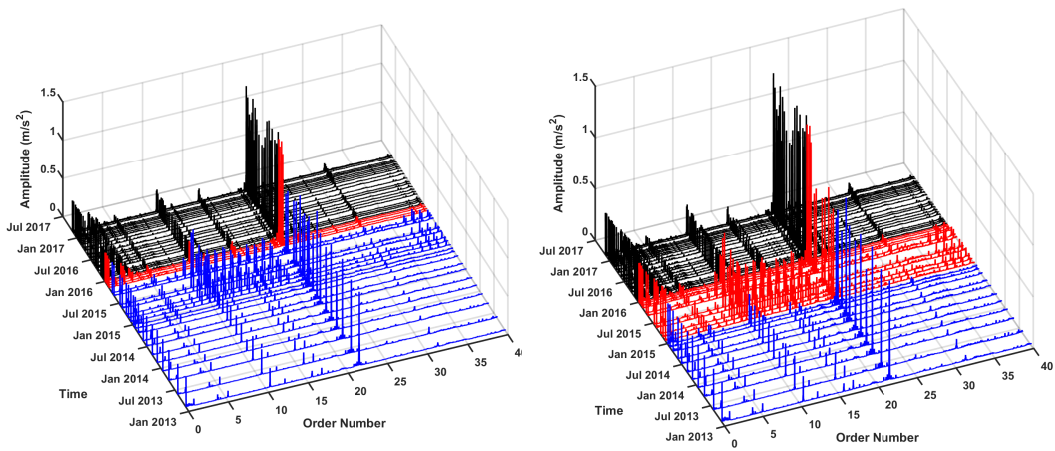 1.5
1
0.5
0
Amplitude (m/s2)
Jul 2017
Jan 2017
Jul 2016
Jan 2016
Jul 2015
Jan 2015
Jul 2014
Jan 2014
Jul 2013
Jan 2013
Time
0
5
10
15
20
25
30
35
40
Order Number
1.5
1
0.5
0
Amplitude (m/s2)
Jul 2017
Jan 2017
Jul 2016
Jan 2016
Jul 2015
Jan 2015
Jul 2014
Jan 2014
Jul 2013
Jan 2013
Time
0
5
10
15
20
25
30
35
40
Order Number